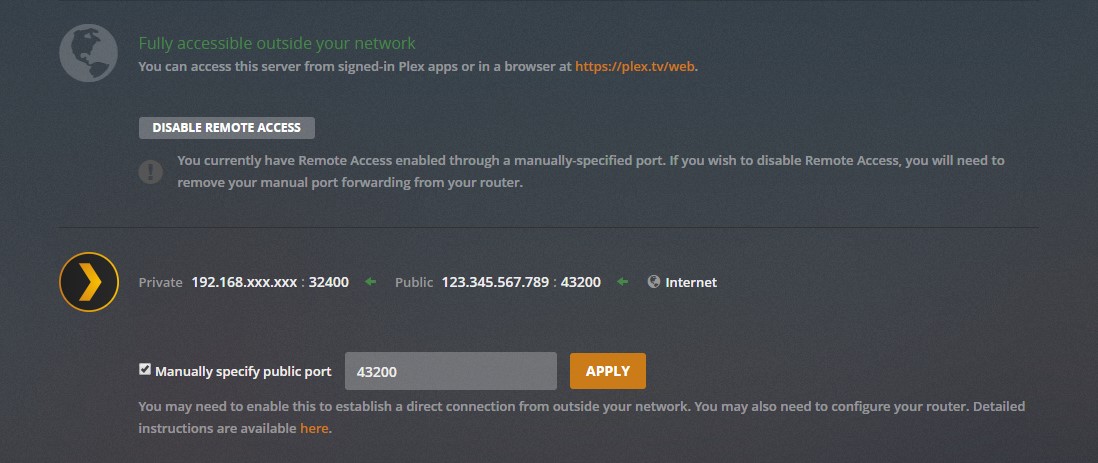 Fully accessible outside your network
You can access this server from signed-in Plex apps or in a browser at https://plex.tv/web.
DISABLE REMOTE ACCESS
You currently have Remote Access enabled through a manually-specified port. If you wish to disable Remote Access, you will need to
remove your manual port forwarding from your router.
Private 192.168.xxx.xxx : 32400 Public 123.345.567.789 : 43200 Internet
Manually specify public port 43200 APPLY
You may need to enable this to establish a direct connection from outside your network. You may also need to configure your router. Detailed
instructions are available here.